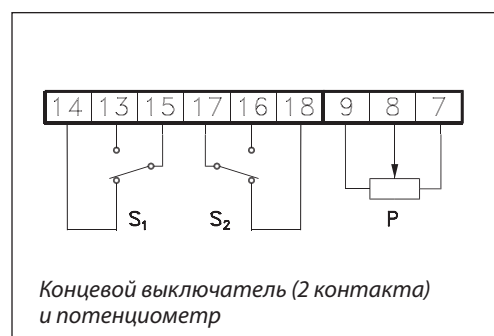 14 13 15 17 16 18 9 8 7
S₁ S₂ P
Концевой выключатель (2 контакта)
и потенциометр